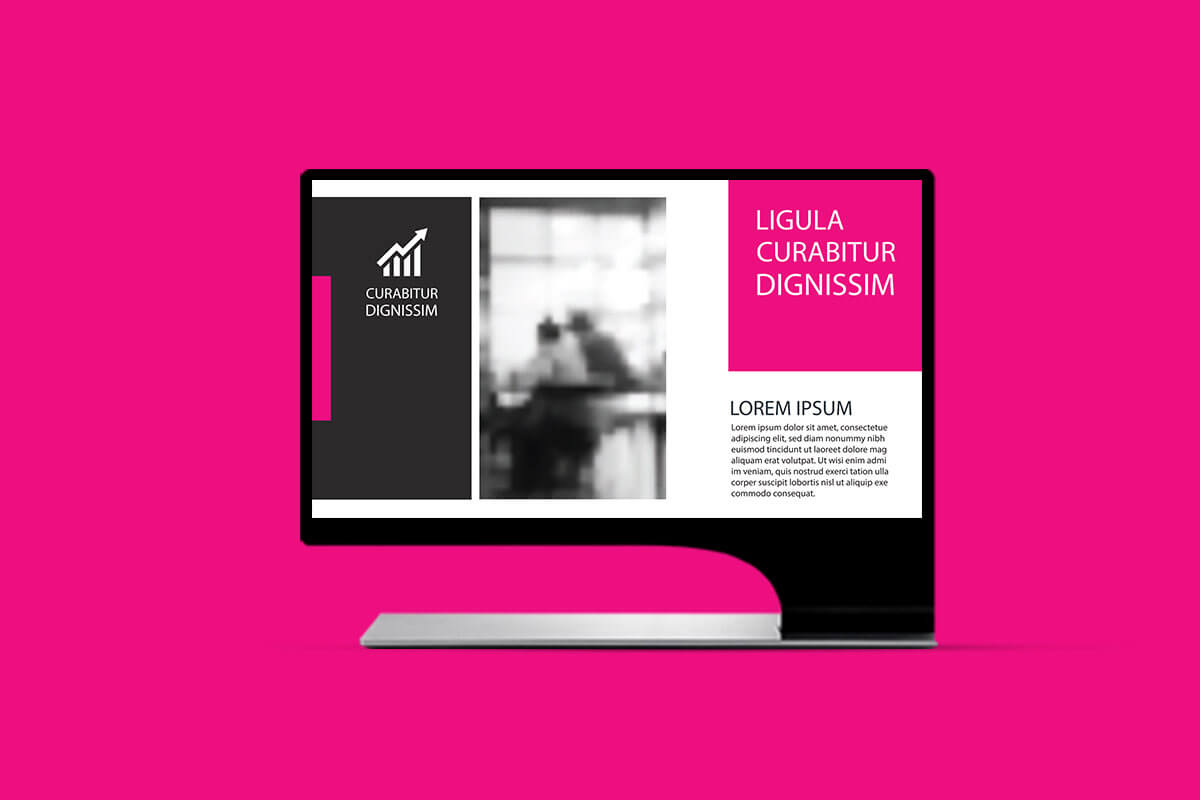 CURABITUR
DIGNISSIM
LIGULA
CURABITUR
DIGNISSIM
LOREM IPSUM
Lorem ipsum dolor sit amet, consectetue
adipiscing elit, sed diam nonummy nibh
euismod tincidunt ut laoreet dolore mag
aliquam erat volutpat. Ut wisi enim admi
im veniam, quis nostrud exerci tation ulla
corper suscipit lobortis nisl ut aliquip exe
commodo consequat.